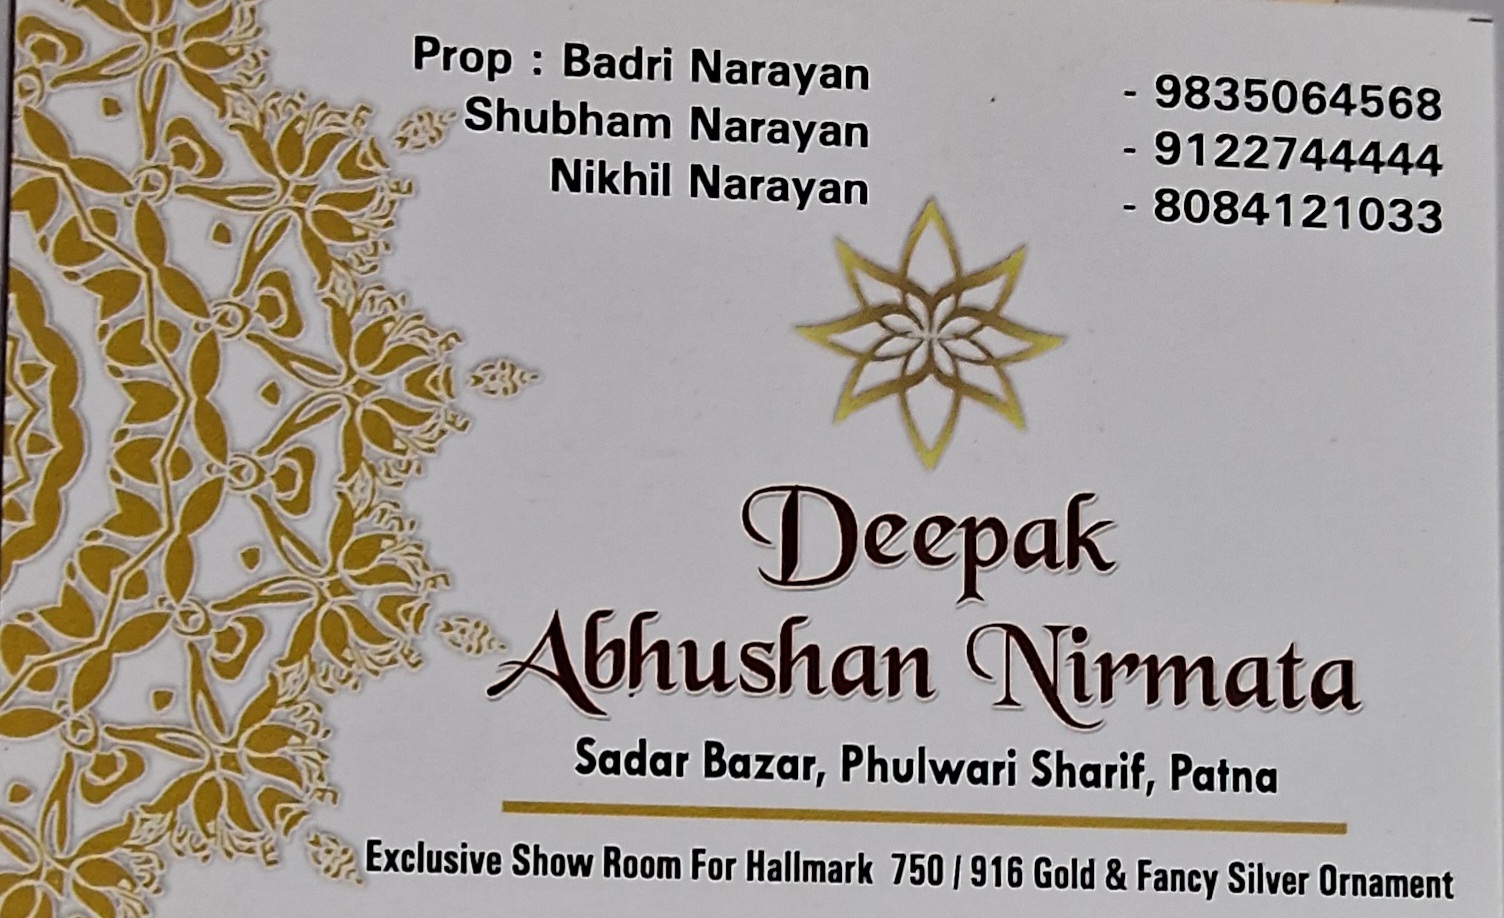 Prop : Badri Narayan - 9835064568
Shubham Narayan - 9122744444
Nikhil Narayan - 8084121033
Deepak
Abhushan Nirmata
Sadar Bazar, Phulwari Sharif, Patna
Exclusive Show Room For Hallmark 750 / 916 Gold & Fancy Silver Ornament